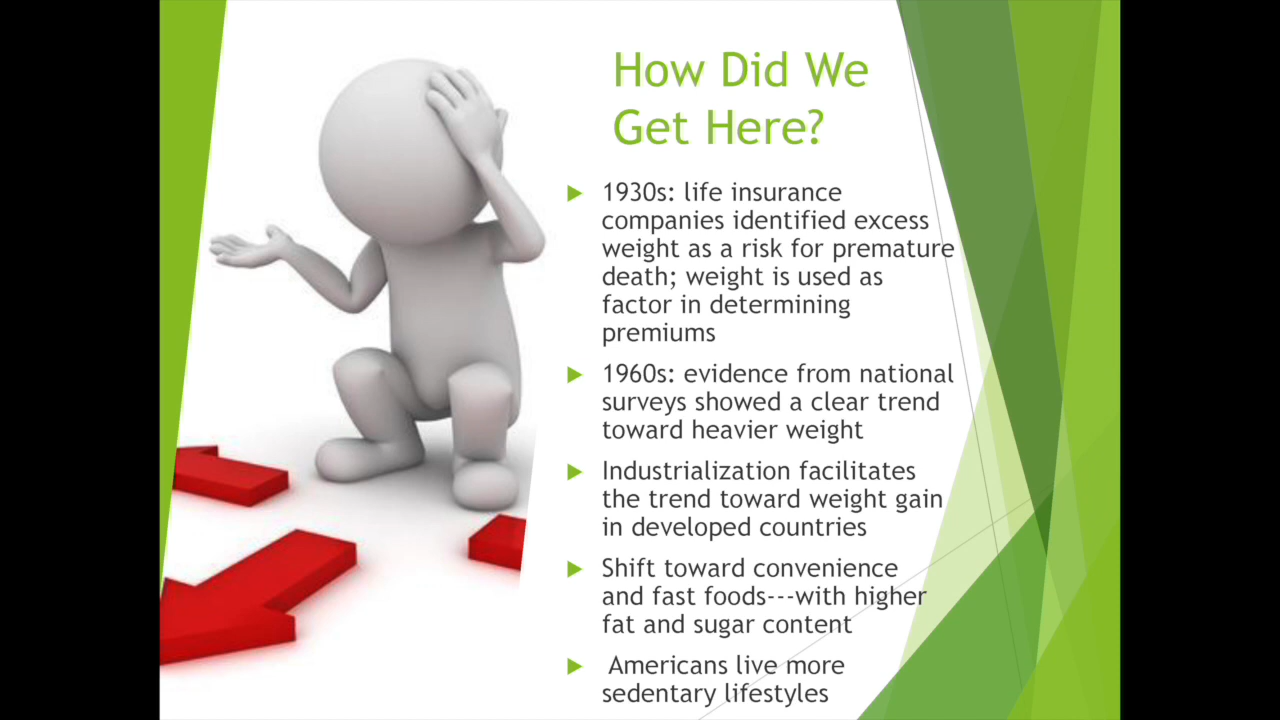 How Did We
Get Here?
1930s: life insurance
companies identified excess
weight as a risk for premature
death; weight is used as
factor in determining
premiums
1960s: evidence from national
surveys showed a clear trend
toward heavier weight
Industrialization facilitates
the trend toward weight gain
in developed countries
Shift toward convenience
and fast foods---with higher
fat and sugar content
Americans live more
sedentary lifestyles